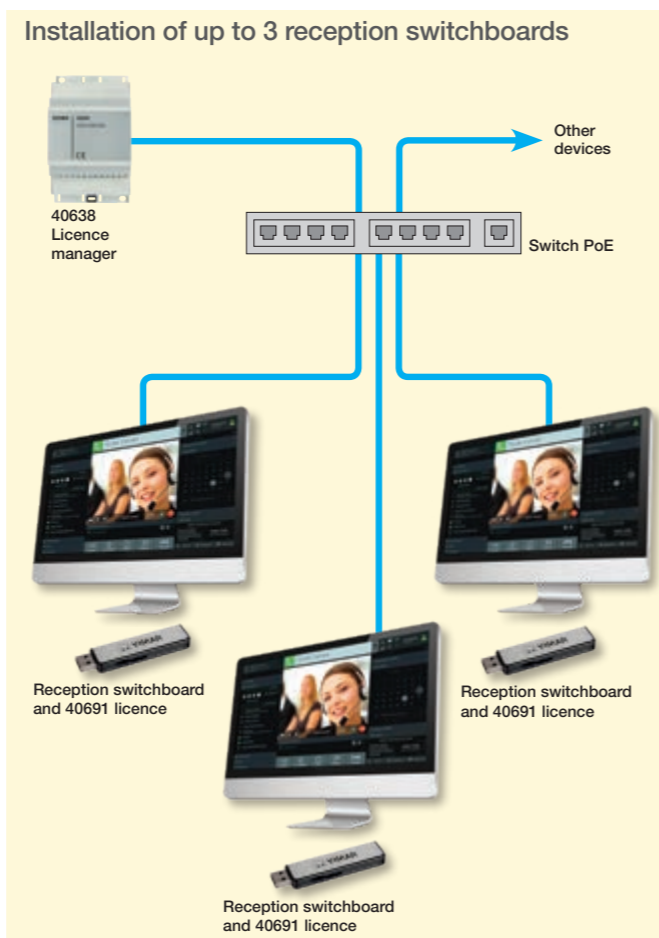 Installation of up to 3 reception switchboards
40638
Licence
manager
Other
devices
Switch PoE
Reception switchboard
and 40691 licence
Reception switchboard
and 40691 licence
Reception switchboard
and 40691 licence